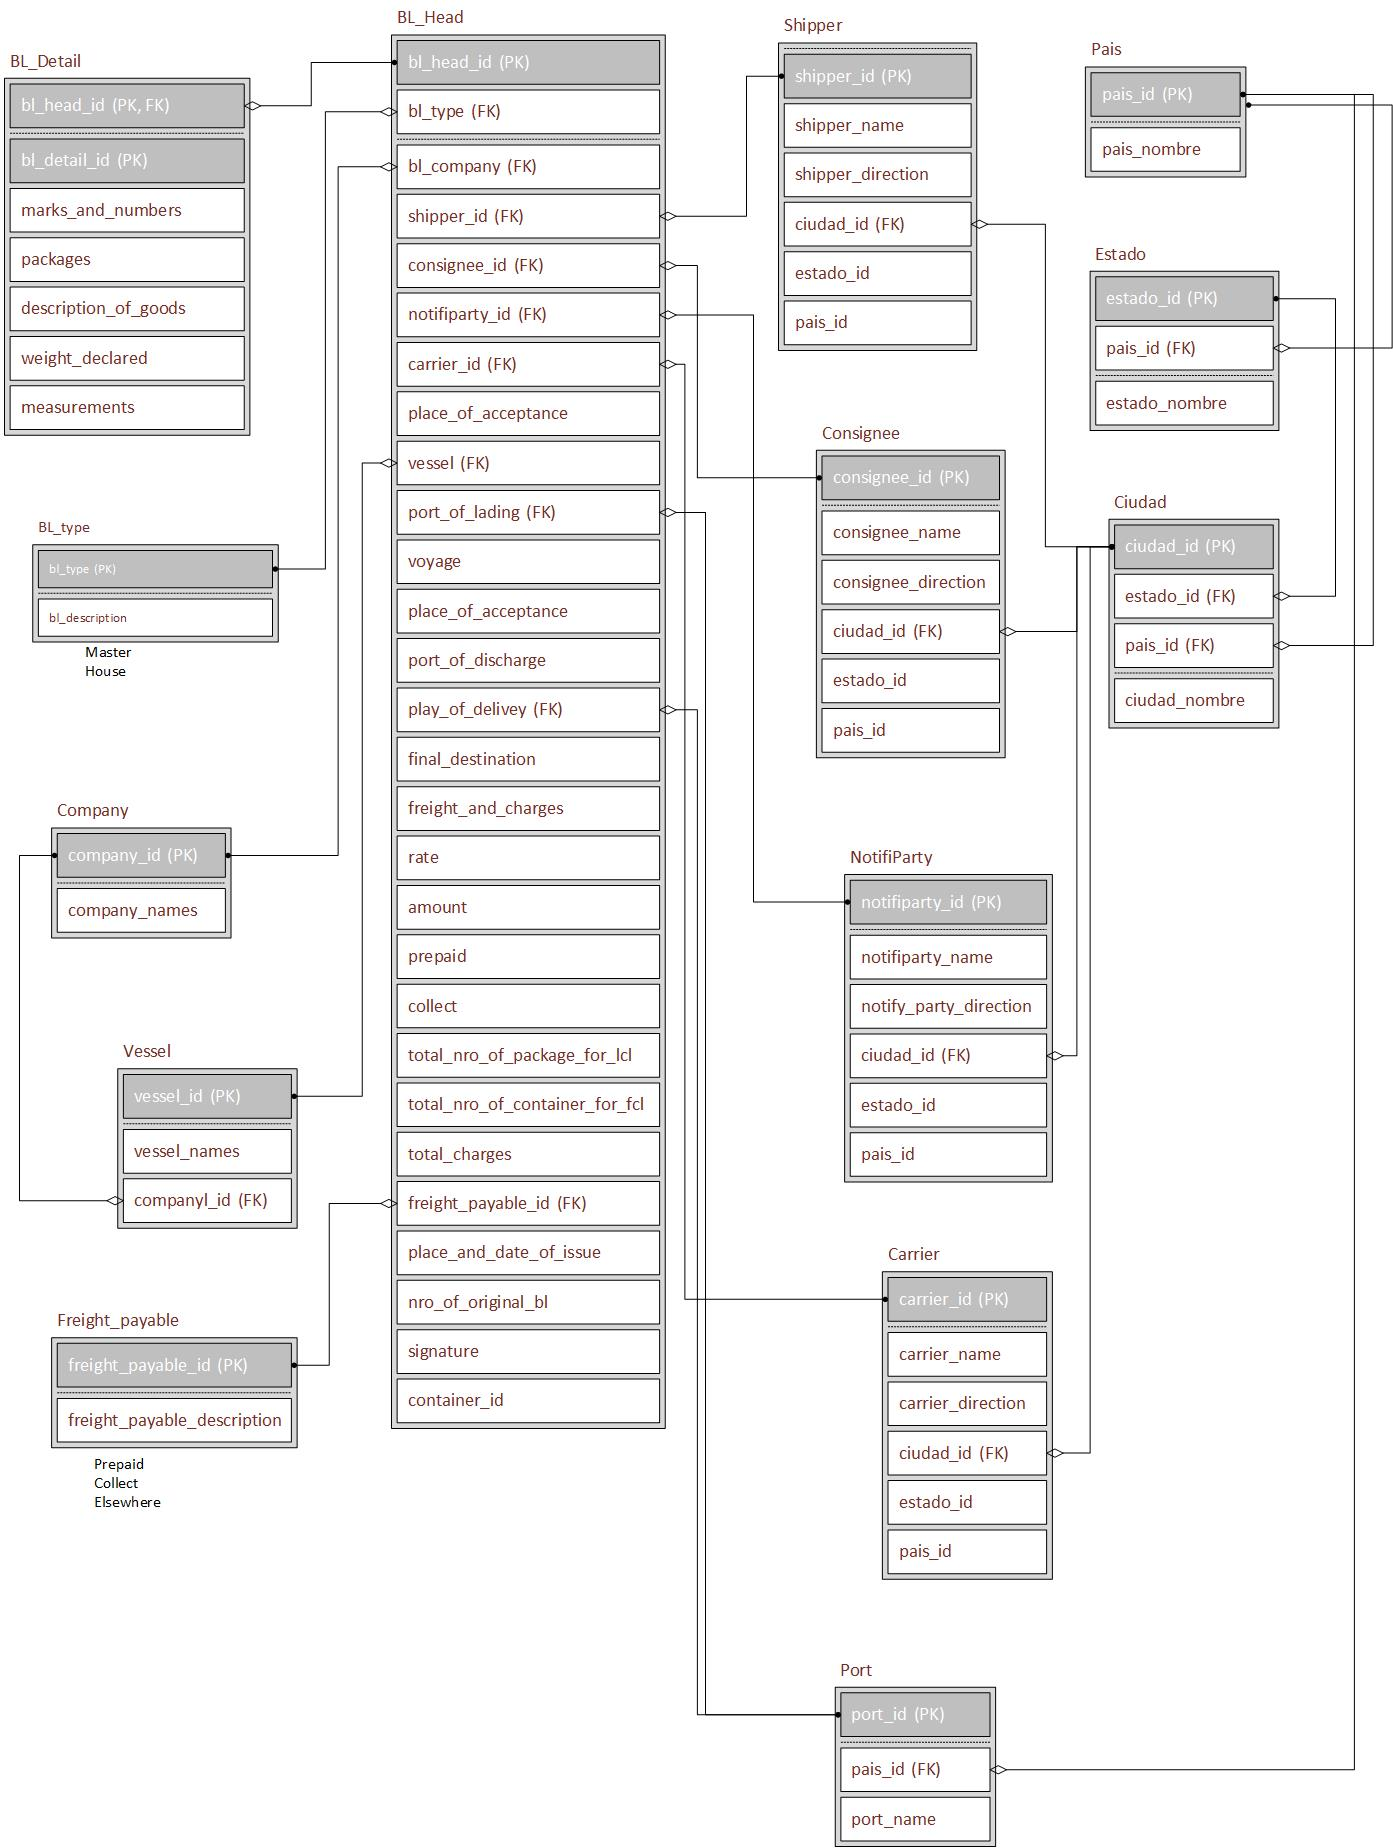 BL_Detail
bl_head_id (PK, FK)
bl_detail_id (PK)
marks_and_numbers
packages
description_of_goods
weight_declared
measurements
BL_type
bl_type (PK)
bl_description
Master
House
Company
company_id (PK)
company_names
Vessel
vessel_id (PK)
vessel_names
companyl_id (FK)
Freight_payable
freight_payable_id (PK)
freight_payable_description
Prepaid
Collect
Elsewhere
BL_Head
bl_head_id (PK)
bl_type (FK)
bl_company (FK)
shipper_id (FK)
consignee_id (FK)
notifiparty_id (FK)
carrier_id (FK)
place_of_acceptance
vessel (FK)
port_of_lading (FK)
voyage
place_of_acceptance
port_of_discharge
play_of_delivey (FK)
final_destination
freight_and_charges
rate
amount
prepaid
collect
total_nro_of_package_for_lcl
total_nro_of_container_for_fcl
total_charges
freight_payable_id (FK)
place_and_date_of_issue
nro_of_original_bl
signature
container_id
Shipper
shipper_id (PK)
shipper_name
shipper_direction
ciudad_id (FK)
estado_id
pais_id
Consignee
consignee_id (PK)
consignee_name
consignee_direction
ciudad_id (FK)
estado_id
pais_id
NotifiParty
notifiparty_id (PK)
notifiparty_name
notify_party_direction
ciudad_id (FK)
estado_id
pais_id
Carrier
carrier_id (PK)
carrier_name
carrier_direction
ciudad_id (FK)
estado_id
pais_id
Port
port_id (PK)
pais_id (FK)
port_name
Pais
pais_id (PK)
pais_nombre
Estado
estado_id (PK)
pais_id (FK)
estado_nombre
Ciudad
ciudad_id (PK)
estado_id (FK)
pais_id (FK)
ciudad_nombre